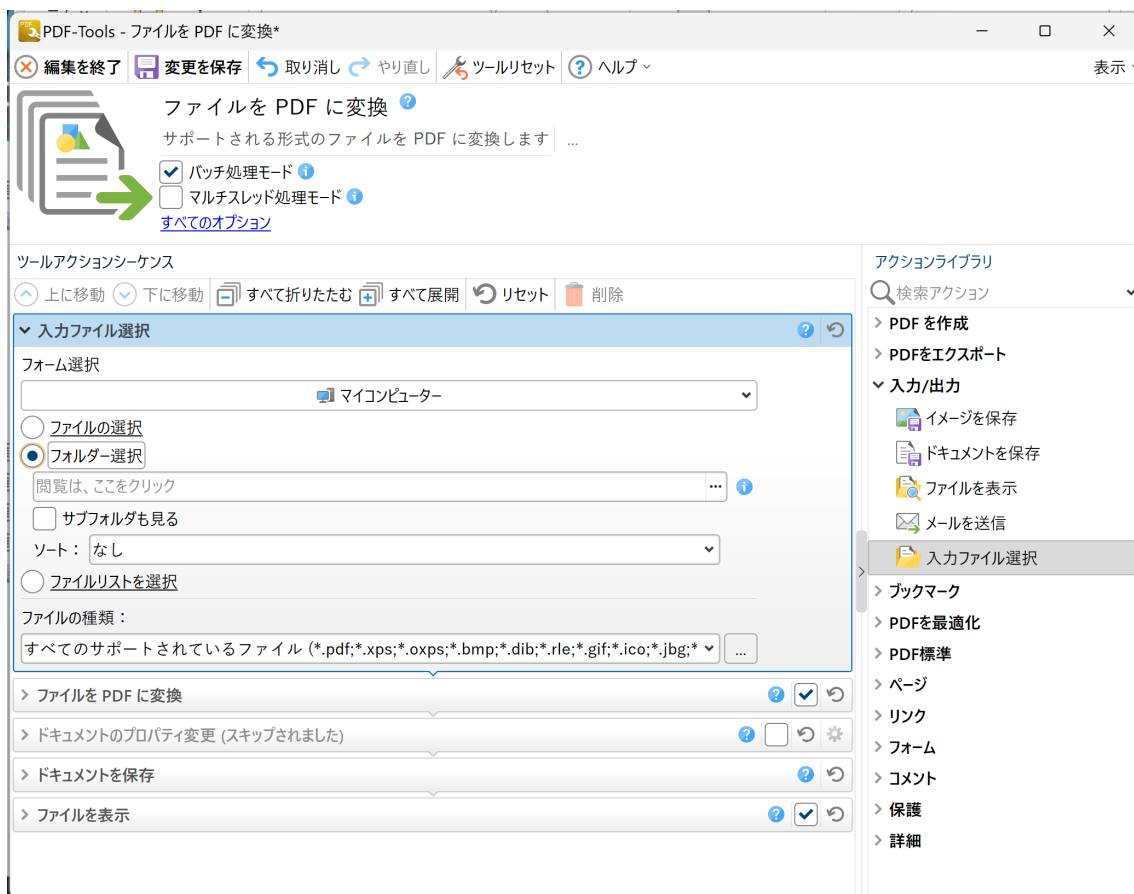 PDF-Tools - ファイルを PDF に変換*
編集を終了 変更を保存 取り消し やり直し ツールリセット ヘルプ 表示
ファイルを PDF に変換
サポートされる形式のファイルを PDF に変換します ...
バッチ処理モード
マルチスレッド処理モード
すべてのオプション
ツールアクションシーケンス
上に移動 下に移動 すべて折りたたむ すべて展開 リセット 削除
入力ファイル選択
フォーム選択
マイコンピューター
ファイルの選択
フォルダー選択
閲覧は、ここをクリック ...
サブフォルダも見る
ソート： なし
ファイルリストを選択
ファイルの種類：
すべてのサポートされているファイル (*.pdf;*.xps;*.oxps;*.bmp;*.dib;*.rle;*.gif;*.ico;*.jbg;* ...
ファイルを PDF に変換
ドキュメントのプロパティ変更 (スキップされました)
ドキュメントを保存
ファイルを表示
アクションライブラリ
検索アクション
PDF を作成
PDFをエクスポート
入力/出力
イメージを保存
ドキュメントを保存
ファイルを表示
メールを送信
入力ファイル選択
ブックマーク
PDFを最適化
PDF標準
ページ
リンク
フォーム
コメント
保護
詳細